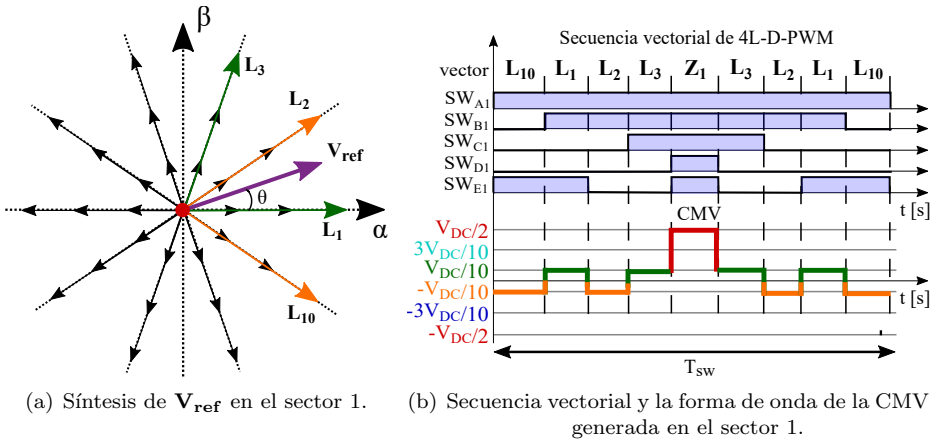 β
L3
L2
Vref
θ
L1
α
L10
(a) Síntesis de Vref en el sector 1.
Secuencia vectorial de 4L-D-PWM
vector L10 L1 L2 L3 Z1 L3 L2 L1 L10
SWA1
SWB1
SWC1
SWD1
SWE1
t [s]
CMV
VDC/2
3VDC/10
VDC/10
-VDC/10
t [s]
-3VDC/10
-VDC/2
Tsw
(b) Secuencia vectorial y la forma de onda de la CMV
generada en el sector 1.